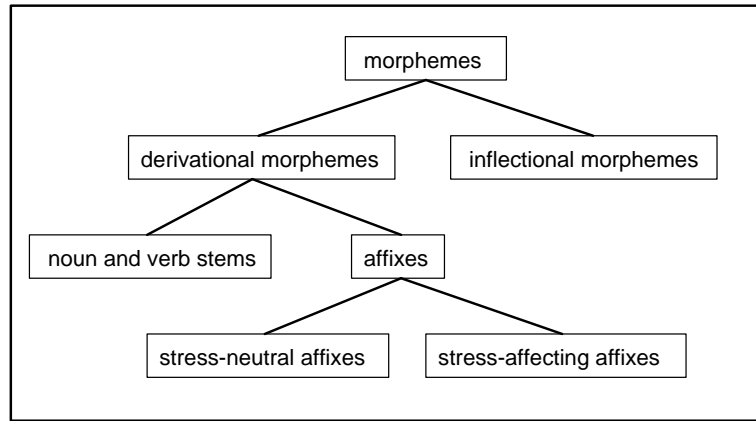 morphemes
derivational morphemes
inflectional morphemes
noun and verb stems
affixes
stress-neutral affixes
stress-affecting affixes